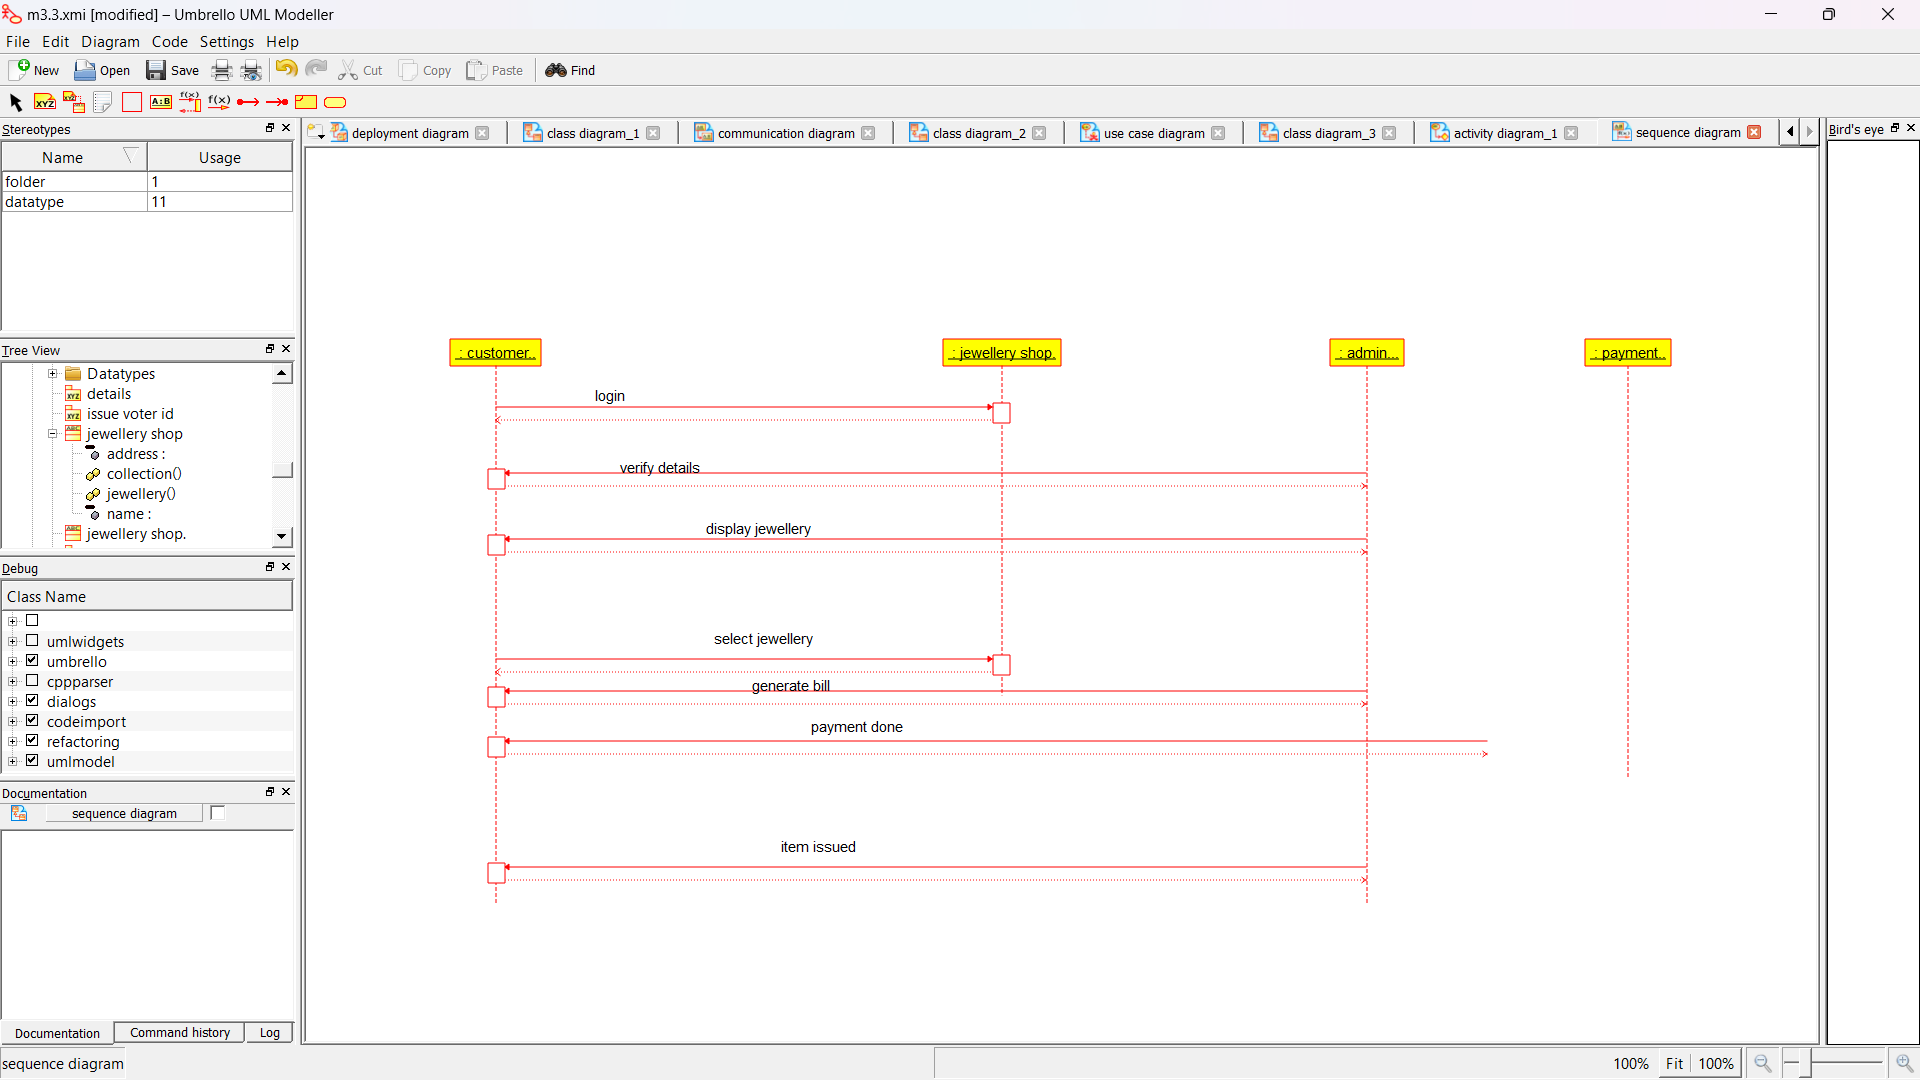 m3.3.xmi [modified] – Umbrello UML Modeller
File Edit Diagram Code Settings Help
New Open Save Cut Copy Paste Find
XYZ XYZ A:B f(x) f(x)
Stereotypes
Name Usage
folder 1
datatype 11
Tree View
Datatypes
details
issue voter id
jewellery shop
address :
collection()
jewellery()
name :
jewellery shop.
Debug
Class Name
umlwidgets
umbrello
cppparser
dialogs
codeimport
refactoring
umlmodel
Documentation
sequence diagram
Documentation Command history Log
deployment diagram class diagram_1 communication diagram class diagram_2 use case diagram class diagram_3 activity diagram_1 sequence diagram
Bird's eye
: customer.. : jewellery shop. : admin... : payment..
login
verify details
display jewellery
select jewellery
generate bill
payment done
item issued
sequence diagram 100% Fit 100%